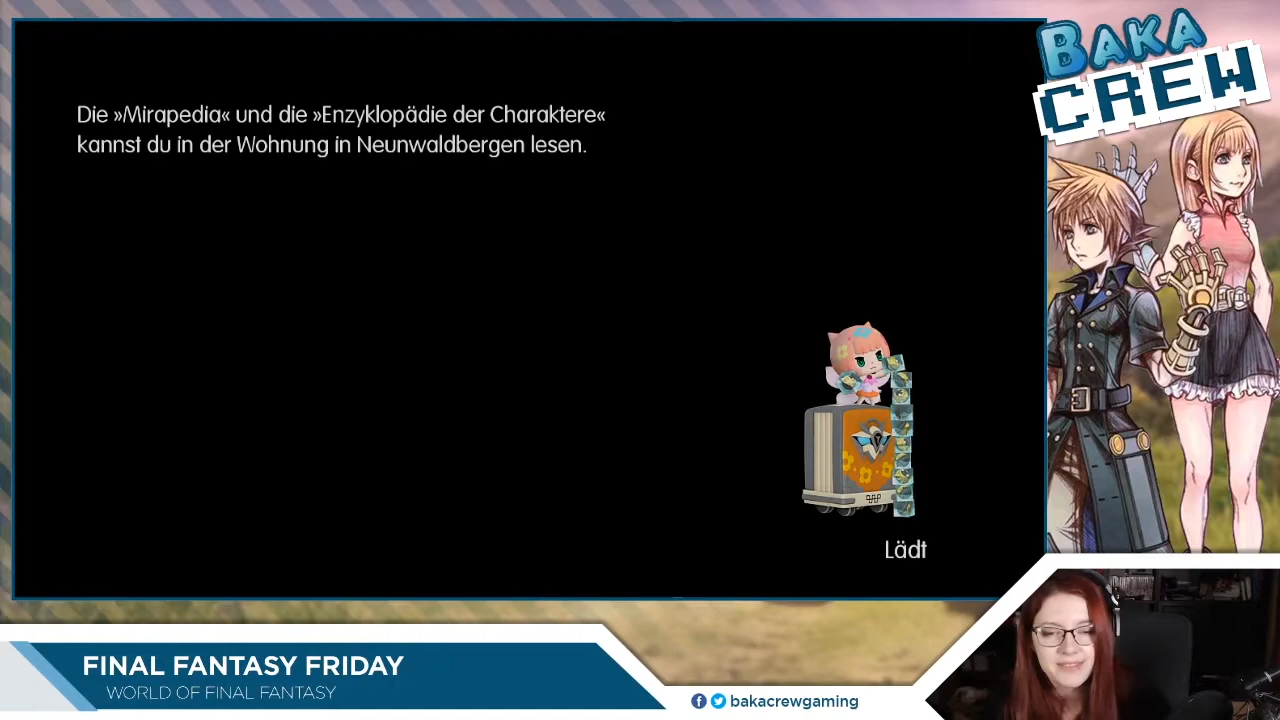 BAKA
CREW
Die »Mirapedia« und die »Enzyklopädie der Charaktere«
kannst du in der Wohnung in Neunwaldbergen lesen.
Lädt
FINAL FANTASY FRIDAY
WORLD OF FINAL FANTASY
bakacrewgaming